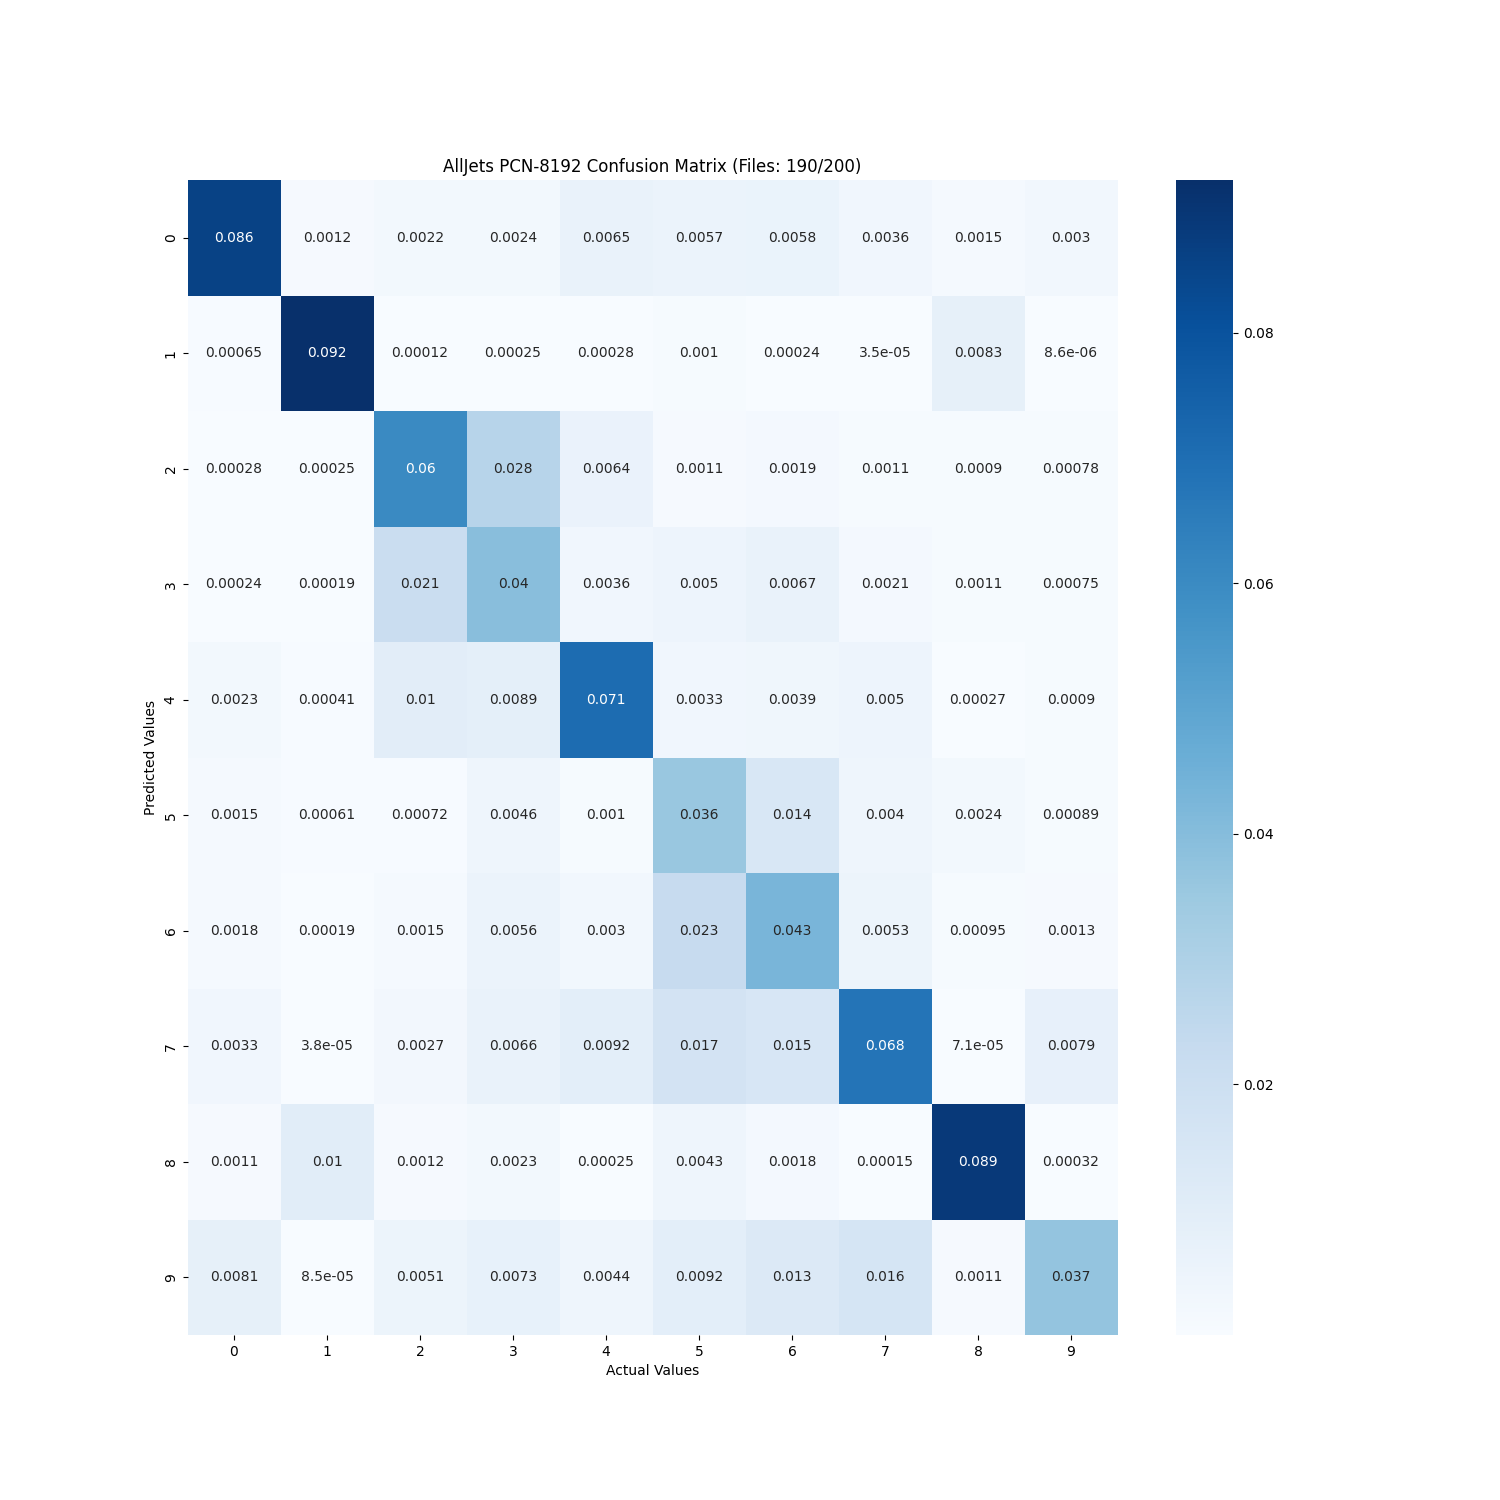 AllJets PCN-8192 Confusion Matrix (Files: 190/200)
0 0.086 0.0012 0.0022 0.0024 0.0065 0.0057 0.0058 0.0036 0.0015 0.003
1 0.00065 0.092 0.00012 0.00025 0.00028 0.001 0.00024 3.5e-05 0.0083 8.6e-06
2 0.00028 0.00025 0.06 0.028 0.0064 0.0011 0.0019 0.0011 0.0009 0.00078
3 0.00024 0.00019 0.021 0.04 0.0036 0.005 0.0067 0.0021 0.0011 0.00075
4 0.0023 0.00041 0.01 0.0089 0.071 0.0033 0.0039 0.005 0.00027 0.0009
5 0.0015 0.00061 0.00072 0.0046 0.001 0.036 0.014 0.004 0.0024 0.00089
6 0.0018 0.00019 0.0015 0.0056 0.003 0.023 0.043 0.0053 0.00095 0.0013
7 0.0033 3.8e-05 0.0027 0.0066 0.0092 0.017 0.015 0.068 7.1e-05 0.0079
8 0.0011 0.01 0.0012 0.0023 0.00025 0.0043 0.0018 0.00015 0.089 0.00032
9 0.0081 8.5e-05 0.0051 0.0073 0.0044 0.0092 0.013 0.016 0.0011 0.037
0 1 2 3 4 5 6 7 8 9
Actual Values
Predicted Values
0.08
0.06
0.04
0.02